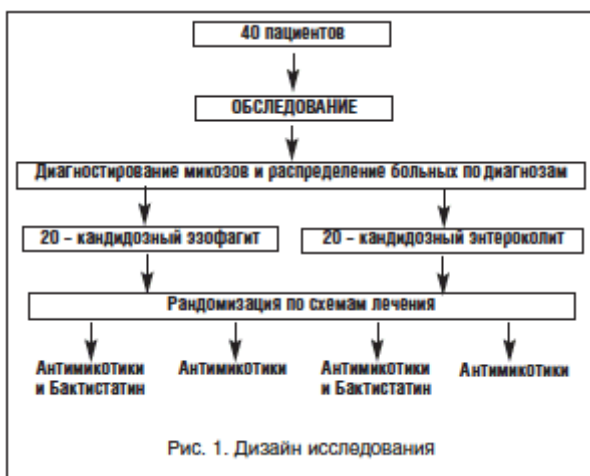 40 пациентов
ОБСЛЕДОВАНИЕ
Диагностирование микозов и распределение больных по диагнозам
20 – кандидозный эзофагит
20 – кандидозный энтероколит
Рандомизация по схемам лечения
Антимикотики
и Бактистатин
Антимикотики
Антимикотики
и Бактистатин
Антимикотики
Рис. 1. Дизайн исследования